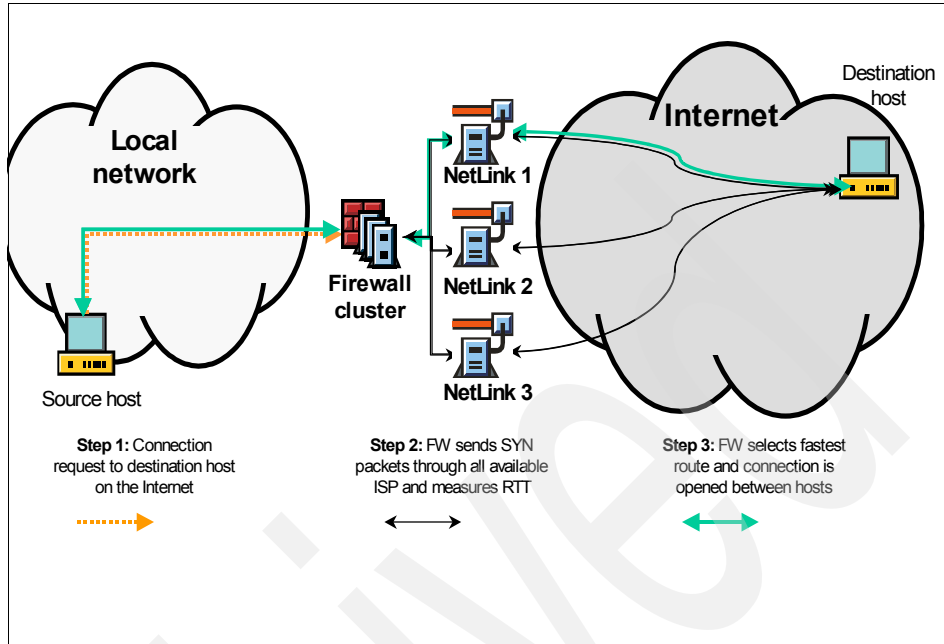 Destination
host
Internet
Local
network
NetLink 1
NetLink 2
Firewall
cluster
NetLink 3
Source host
Step 1: Connection
request to destination host
on the Internet
Step 2: FW sends SYN
packets through all available
ISP and measures RTT
Step 3: FW selects fastest
route and connection is
opened between hosts